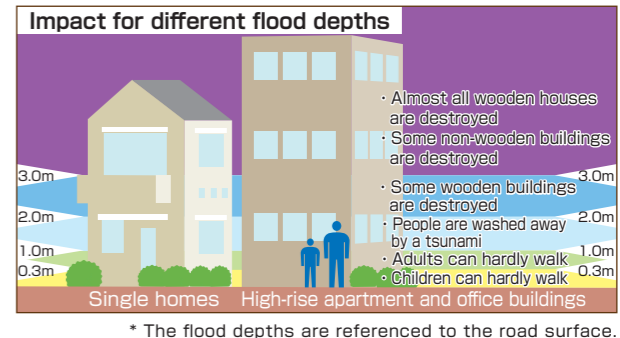 Impact for different flood depths
・Almost all wooden houses
are destroyed
・Some non-wooden buildings
are destroyed
3.0m
3.0m
・Some wooden buildings
are destroyed
2.0m
2.0m
・People are washed away
by a tsunami
1.0m
1.0m
・Adults can hardly walk
0.3m
0.3m
・Children can hardly walk
Single homes
High-rise apartment and office buildings
* The flood depths are referenced to the road surface.